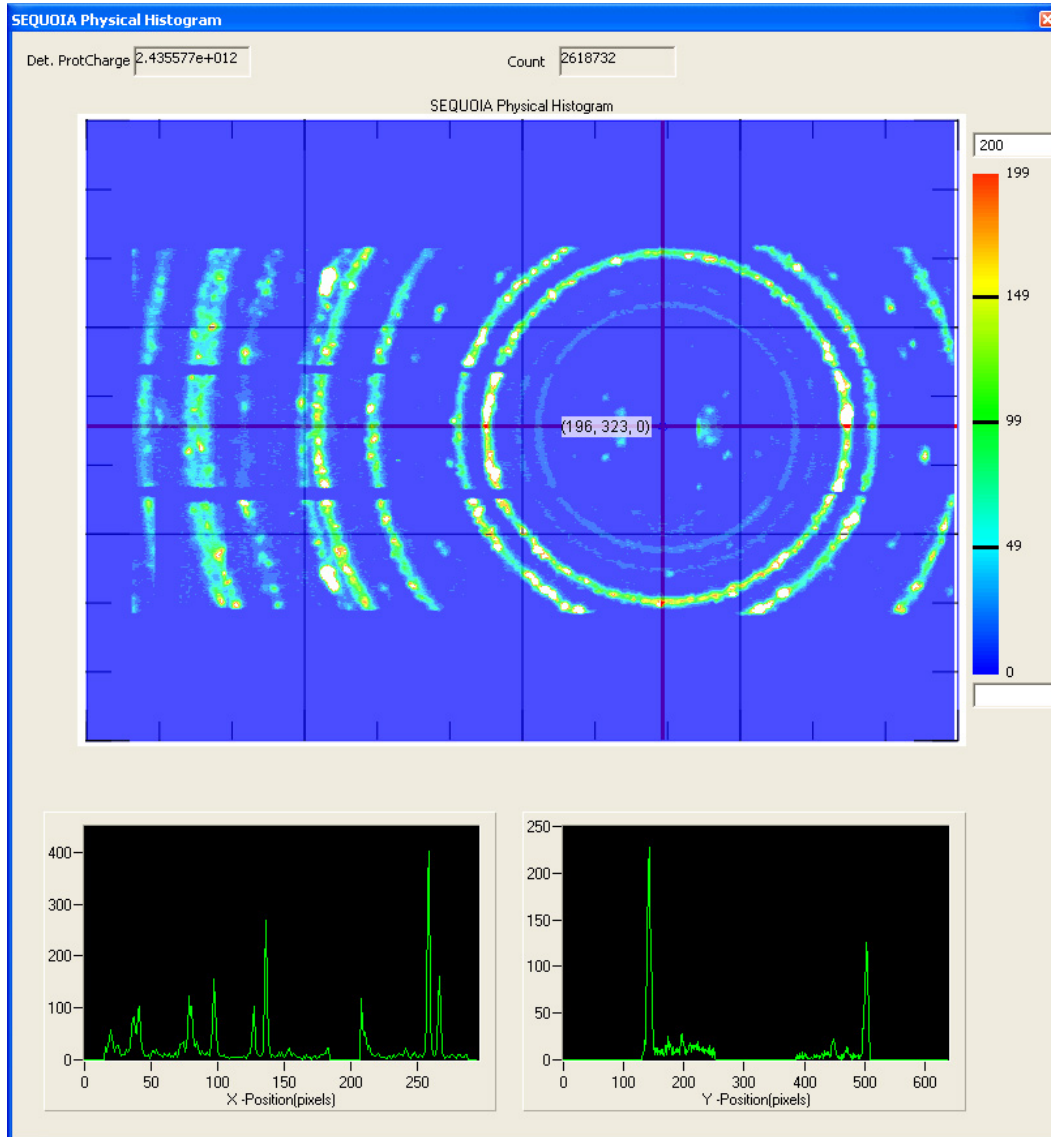 SEQUOIA Physical Histogram
Det. ProtCharge 2.435577e+012 Count 2618732
SEQUOIA Physical Histogram
200
199
149
(196, 323, 0)
99
49
0
400
300
200
100
0
0 50 100 150 200 250
X -Position(pixels)
250
200
150
100
50
0
0 100 200 300 400 500 600
Y -Position(pixels)